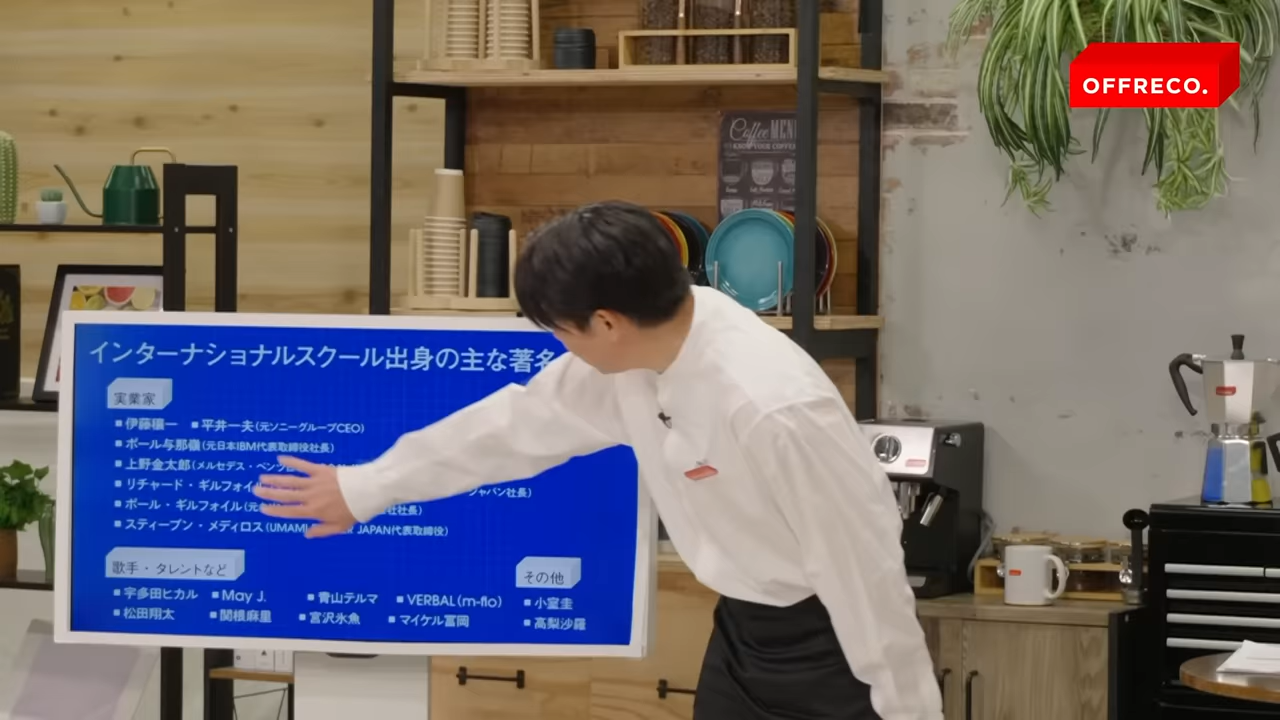 OFFRECO.
Coffee MENU
KNOW YOUR COFFEE
インターナショナルスクール出身の主な著名
実業家
■伊藤穰一 ■平井一夫(元ソニーグループCEO)
■ポール与那嶺(元日本IBM代表取締役社長)
■上野金太郎(メルセデス・ベンツ
■リチャード・ギルフォイル ジャパン社長)
■ポール・ギルフォイル(元 社社長)
■スティーブン・メディロス(UAMI JAPAN代表取締役)
歌手・タレントなど
■宇多田ヒカル ■May J. ■青山テルマ ■VERBAL(m-flo)
■松田翔太 ■関根麻里 ■宮沢氷魚 ■マイケル富岡
その他
■小室圭
■高梨沙羅